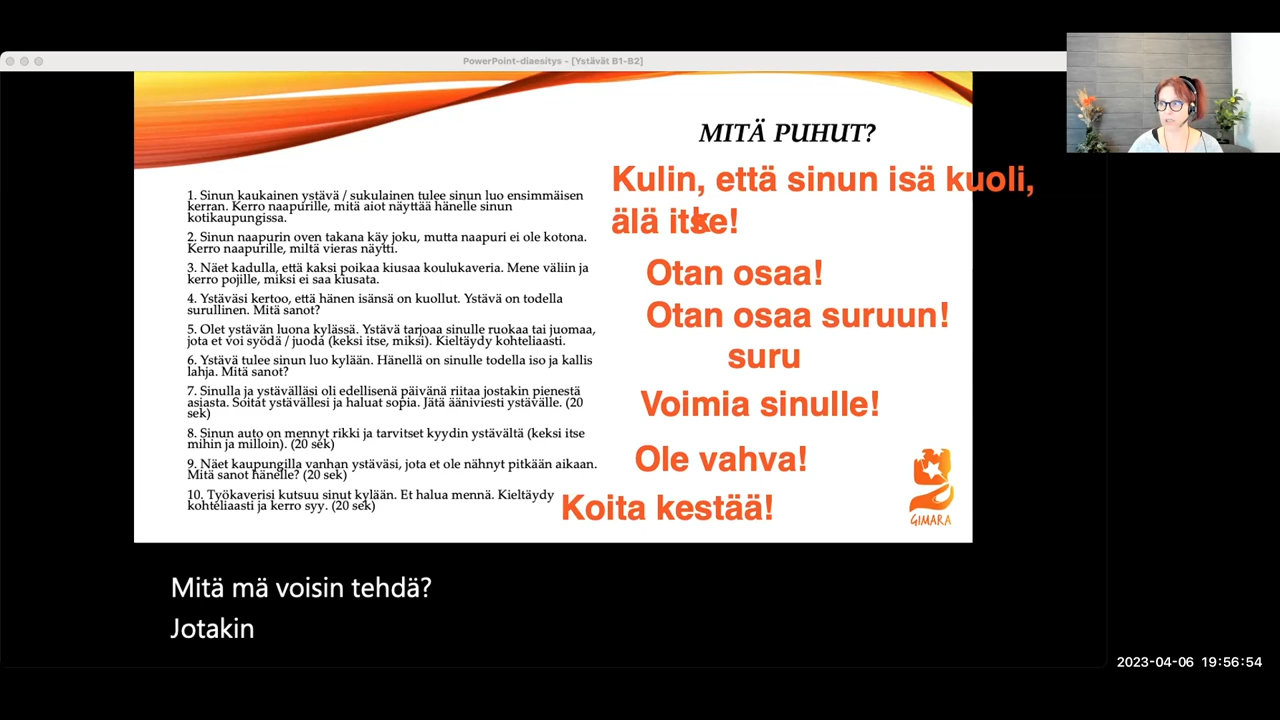 PowerPoint-diaesitys - [Ystävät B1-B2]
MITÄ PUHUT?
1. Sinun kaukainen ystävä / sukulainen tulee sinun luo ensimmäisen
kerran. Kerro naapurille, mitä aiot näyttää hänelle sinun
kotikaupungissa.
2. Sinun naapurin oven takana käy joku, mutta naapuri ei ole kotona.
Kerro naapurille, miltä vieras näytti.
3. Näet kadulla, että kaksi poikaa kiusaa koulukaveria. Mene väliin ja
kerro pojille, miksi ei saa kiusata.
4. Ystäväsi kertoo, että hänen isänsä on kuollut. Ystävä on todella
surullinen. Mitä sanot?
5. Olet ystävän luona kylässä. Ystävä tarjoaa sinulle ruokaa tai juomaa,
jota et voi syödä / juoda (keksi itse, miksi). Kieltäydy kohteliaasti.
6. Ystävä tulee sinun luo kylään. Hänellä on sinulle todella iso ja kallis
lahja. Mitä sanot?
7. Sinulla ja ystävälläsi oli edellisenä päivänä riitaa jostakin pienestä
asiasta. Soitat ystävällesi ja haluat sopia. Jätä ääniviesti ystävälle. (20
sek)
8. Sinun auto on mennyt rikki ja tarvitset kyydin ystävältä (keksi itse
mihin ja milloin). (20 sek)
9. Näet kaupungilla vanhan ystäväsi, jota et ole nähnyt pitkään aikaan.
Mitä sanot hänelle? (20 sek)
10. Työkaverisi kutsuu sinut kylään. Et halua mennä. Kieltäydy
kohteliaasti ja kerro syy. (20 sek)
Kulin, että sinun isä kuoli,
älä itske!
Otan osaa!
Otan osaa suruun!
suru
Voimia sinulle!
Ole vahva!
Koita kestää!
GIMARA
Mitä mä voisin tehdä?
Jotakin
2023-04-06 19:56:54